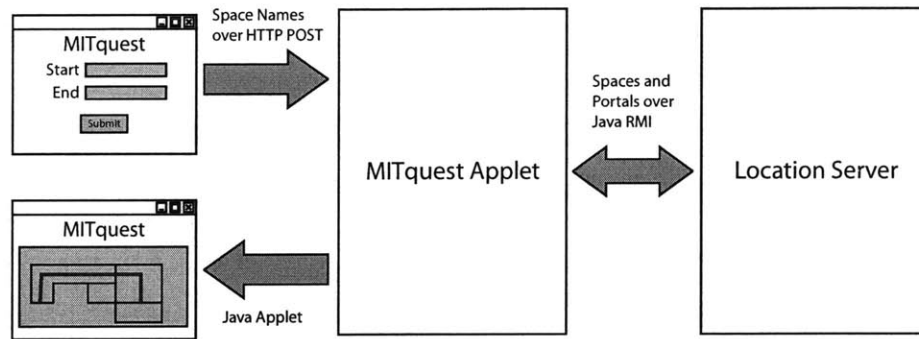 MITquest
Start
End
Submit
Space Names
over HTTP POST
MITquest Applet
Spaces and
Portals over
Java RMI
Location Server
MITquest
Java Applet